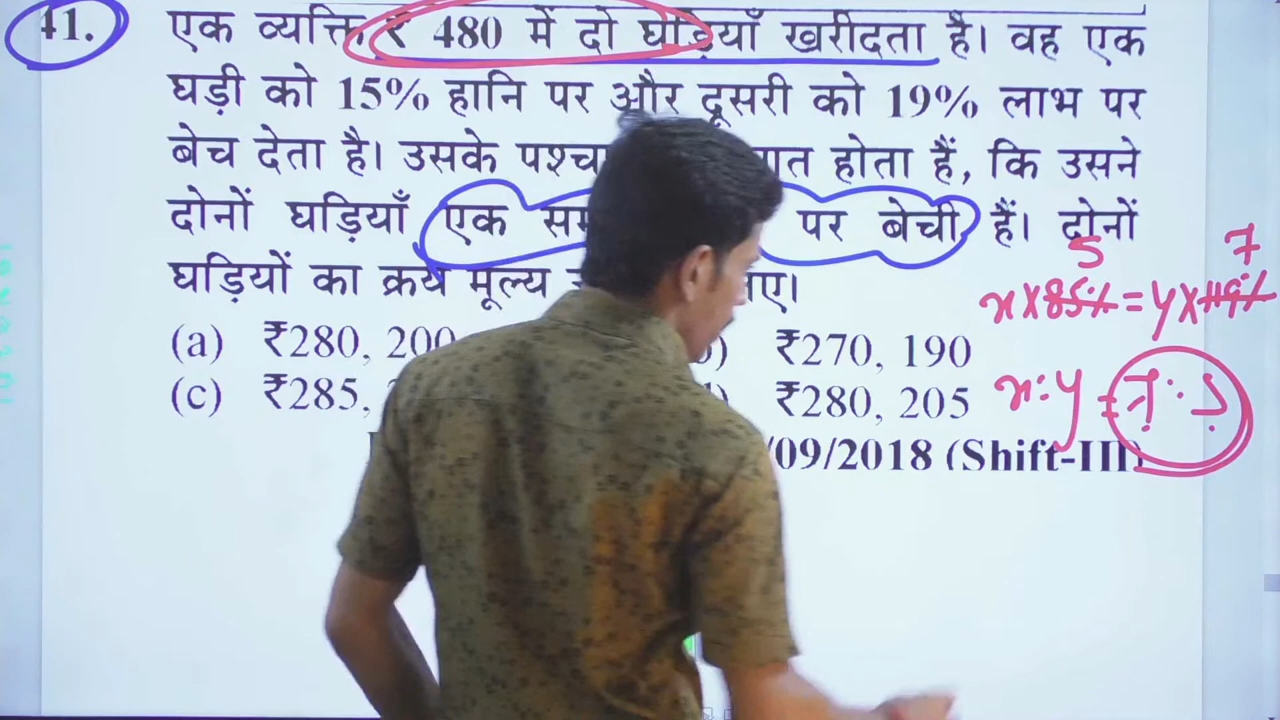 41. एक व्यक्ति ₹ 480 में दो घड़ियाँ खरीदता है। वह एक
घड़ी को 15% हानि पर और दूसरी को 19% लाभ पर
बेच देता है। उसके होता हैं, कि उसने
दोनों घड़ियाँ एक पर बेची हैं। दोनों
घड़ियों का क्रय मूल्य
(a) ₹280, 200 ₹270, 190
(c) ₹285, ₹280, 205
/09/2018 (Shift-III)
5 7
x×85%=y×119%
x:y=7:5